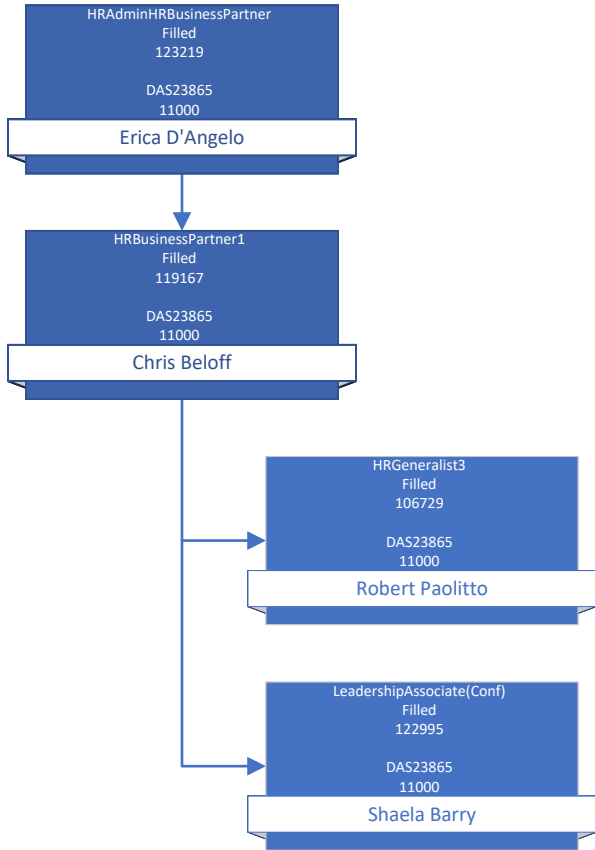 HRAdminHRBusinessPartner
Filled
123219
DAS23865
11000
Erica D'Angelo
HRBusinessPartner1
Filled
119167
DAS23865
11000
Chris Beloff
HRGeneralist3
Filled
106729
DAS23865
11000
Robert Paolitto
LeadershipAssociate(Conf)
Filled
122995
DAS23865
11000
Shaela Barry